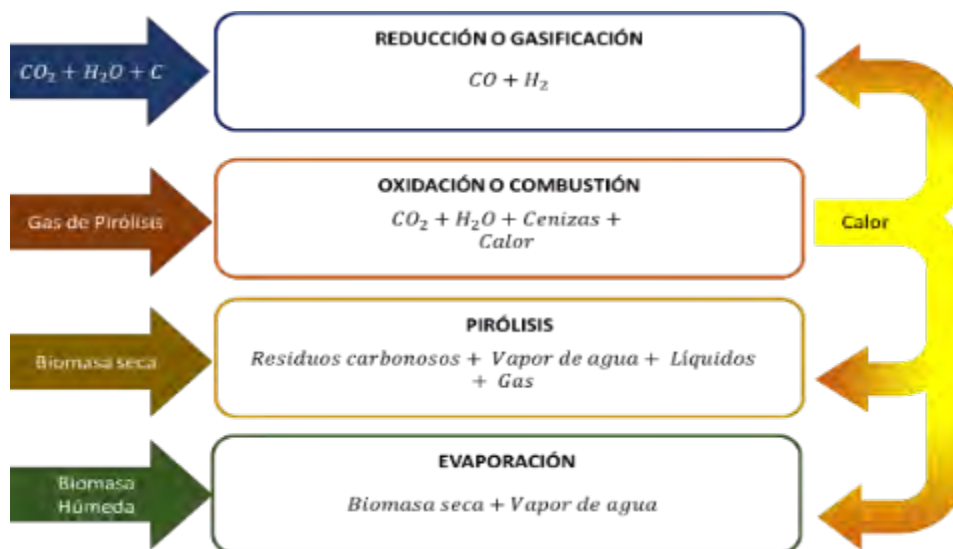 REDUCCIÓN O GASIFICACIÓN
CO₂ + H₂O + C
CO + H₂
OXIDACIÓN O COMBUSTIÓN
Gas de Pirólisis
CO₂ + H₂O + Cenizas +
Calor
Calor
PIRÓLISIS
Biomasa seca
Residuos carbonosos + Vapor de agua + Líquidos
+ Gas
EVAPORACIÓN
Biomasa
Húmeda
Biomasa seca + Vapor de agua